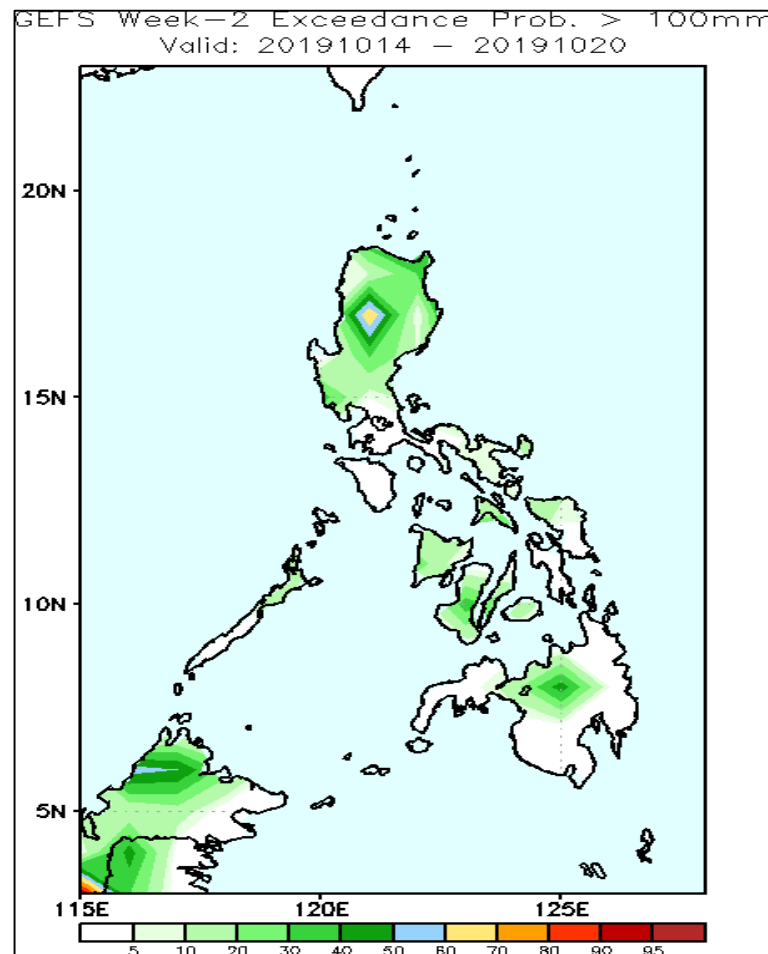 GEFS Week-2 Exceedance Prob. > 100mm
Valid: 20191014 - 20191020
20N
15N
10N
5N
115E 120E 125E
5 10 20 30 40 50 60 70 80 90 95